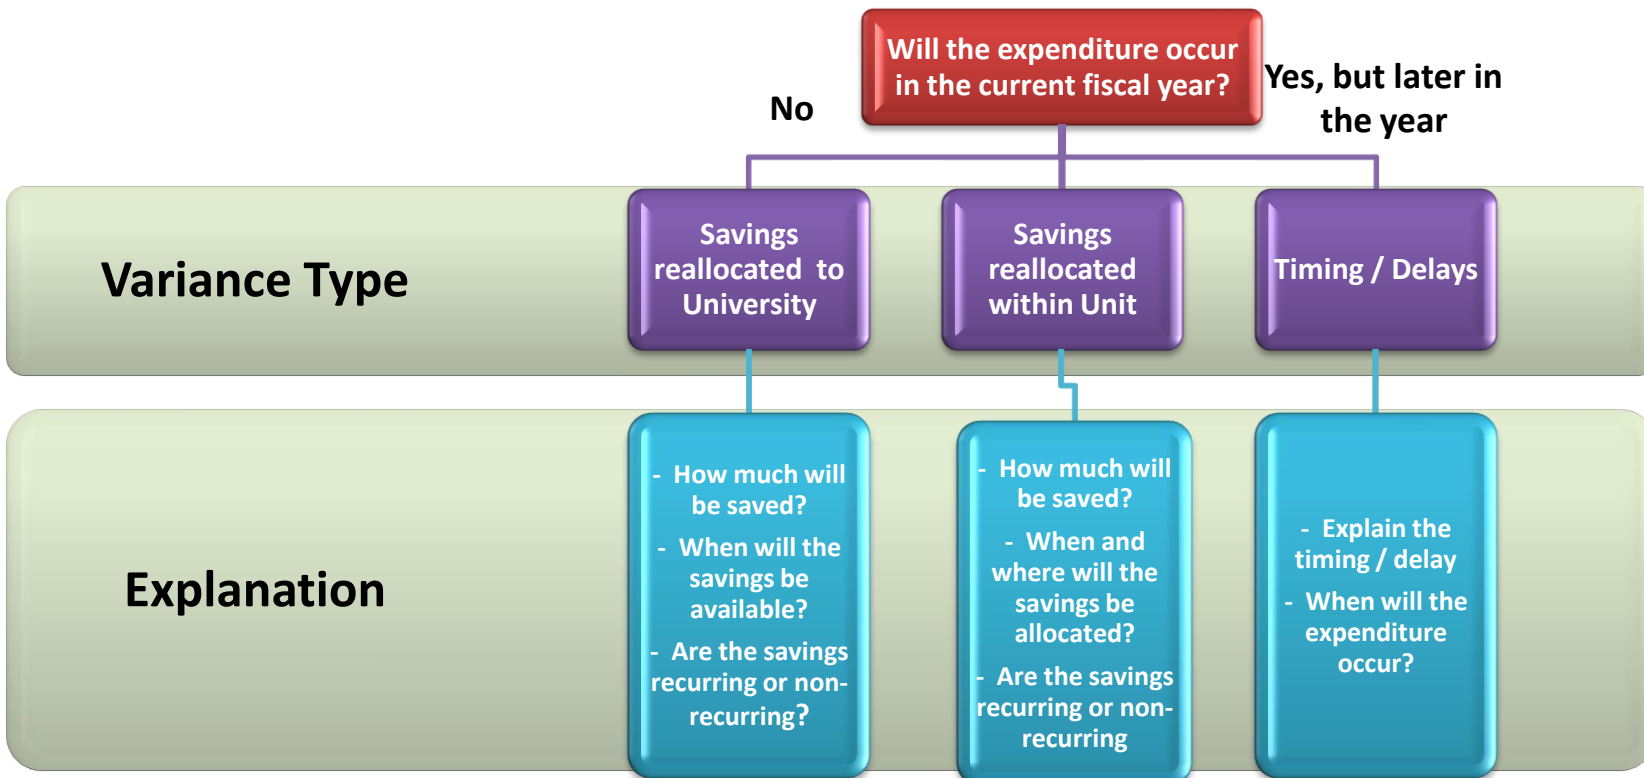 Will the expenditure occur
in the current fiscal year?
No
Yes, but later in
the year
Variance Type
Savings
reallocated to
University
Savings
reallocated
within Unit
Timing / Delays
Explanation
- How much will
be saved?
- When will the
savings be
available?
- Are the savings
recurring or non-
recurring?
- How much will
be saved?
- When and
where will the
savings be
allocated?
- Are the savings
recurring or non-
recurring
- Explain the
timing / delay
- When will the
expenditure
occur?